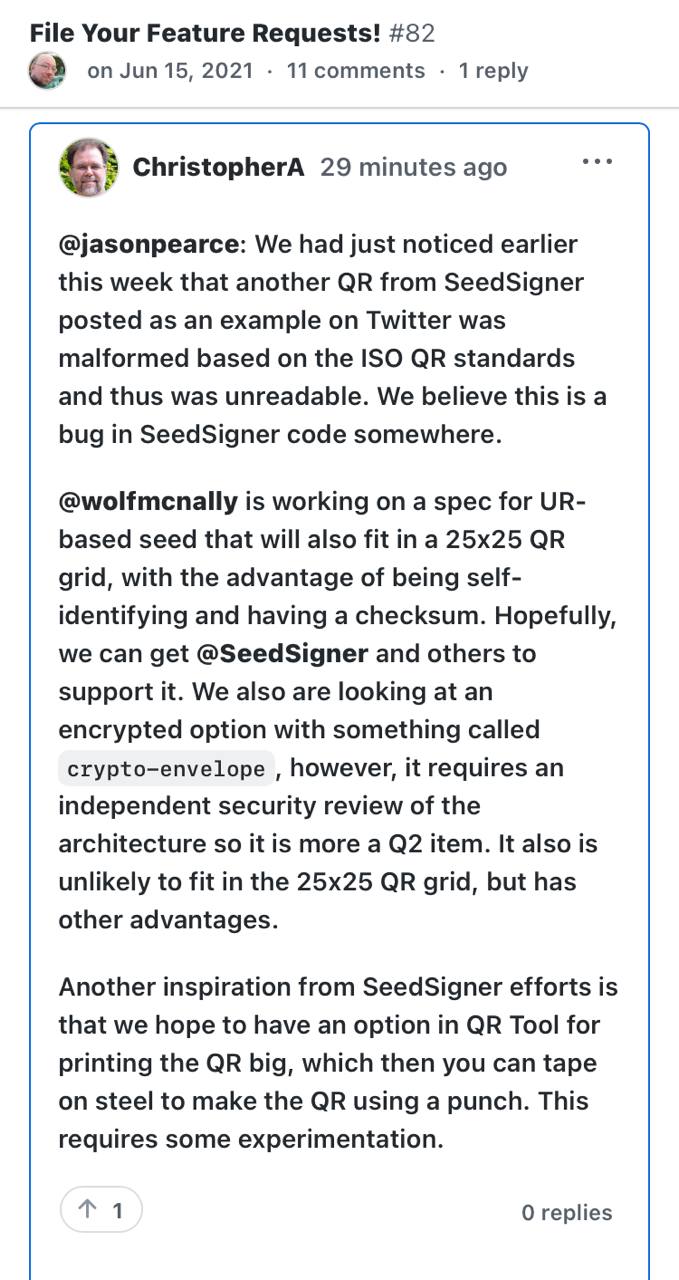 File Your Feature Requests! #82
on Jun 15, 2021 · 11 comments · 1 reply
ChristopherA 29 minutes ago
@jasonpearce: We had just noticed earlier
this week that another QR from SeedSigner
posted as an example on Twitter was
malformed based on the ISO QR standards
and thus was unreadable. We believe this is a
bug in SeedSigner code somewhere.
@wolfmcnally is working on a spec for UR-
based seed that will also fit in a 25x25 QR
grid, with the advantage of being self-
identifying and having a checksum. Hopefully,
we can get @SeedSigner and others to
support it. We also are looking at an
encrypted option with something called
crypto-envelope, however, it requires an
independent security review of the
architecture so it is more a Q2 item. It also is
unlikely to fit in the 25x25 QR grid, but has
other advantages.
Another inspiration from SeedSigner efforts is
that we hope to have an option in QR Tool for
printing the QR big, which then you can tape
on steel to make the QR using a punch. This
requires some experimentation.
↑ 1 0 replies